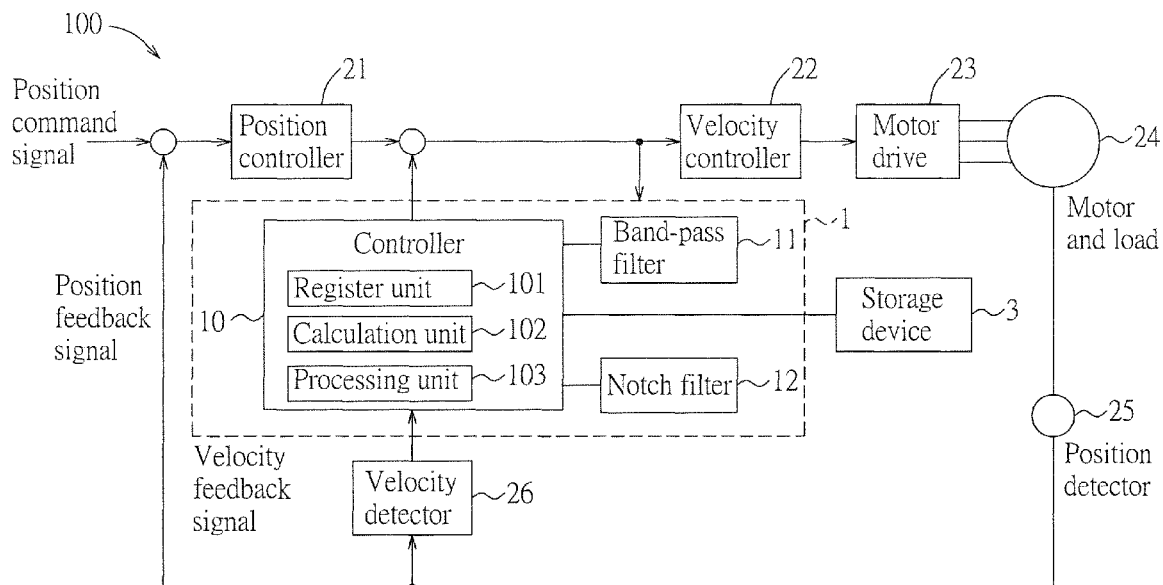 100
Position
command
signal
21
Position
controller
22
Velocity
controller
23
Motor
drive
24
Motor
and load
1
Controller
Band-pass
filter
11
Register unit
101
10
Calculation unit
102
Processing unit
103
Notch filter
12
Storage
device
3
Position
feedback
signal
25
Position
detector
Velocity
feedback
signal
Velocity
detector
26